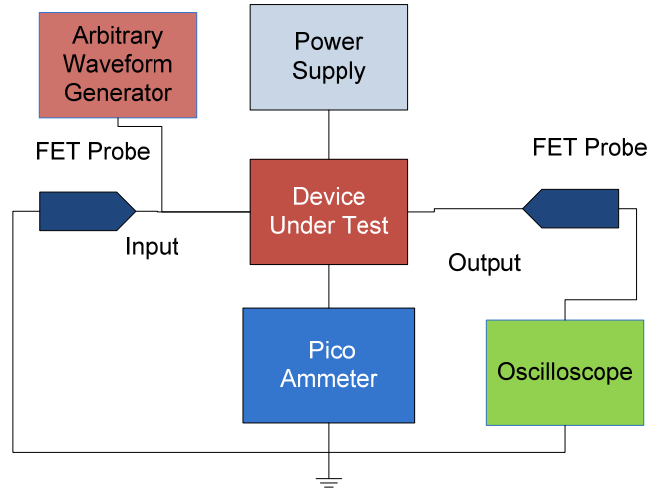 Arbitrary
Waveform
Generator
Power
Supply
FET Probe
FET Probe
Device
Under Test
Input
Output
Pico
Ammeter
Oscilloscope